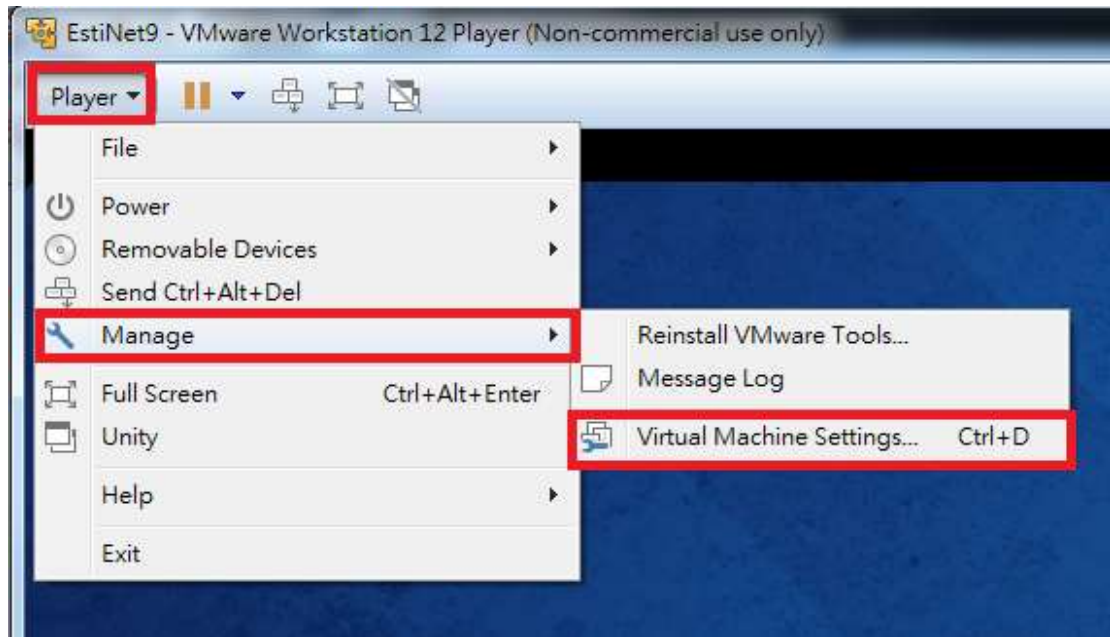 EstiNet9 - VMware Workstation 12 Player (Non-commercial use only)
Player
File
Power
Removable Devices
Send Ctrl+Alt+Del
Manage
Reinstall VMware Tools...
Message Log
Full Screen Ctrl+Alt+Enter
Unity
Virtual Machine Settings... Ctrl+D
Help
Exit